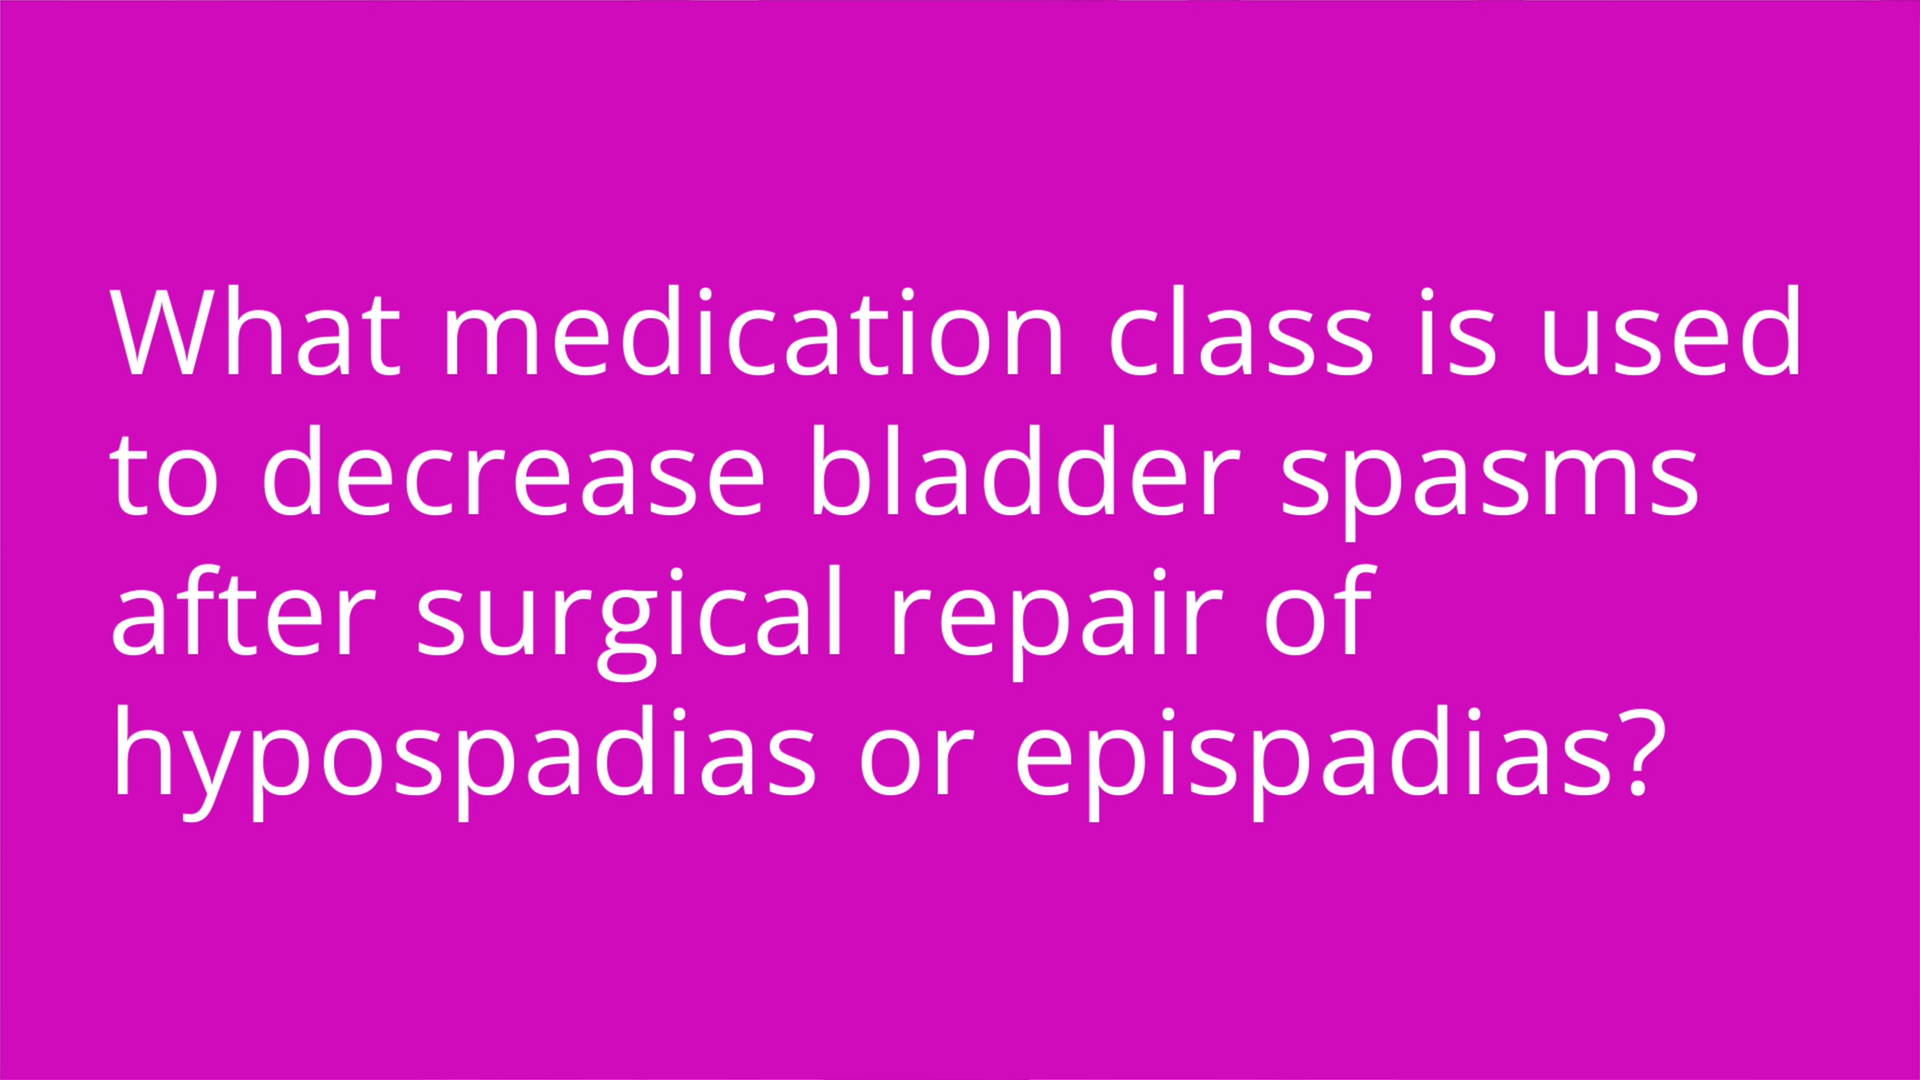 What medication class is used
to decrease bladder spasms
after surgical repair of
hypospadias or epispadias?